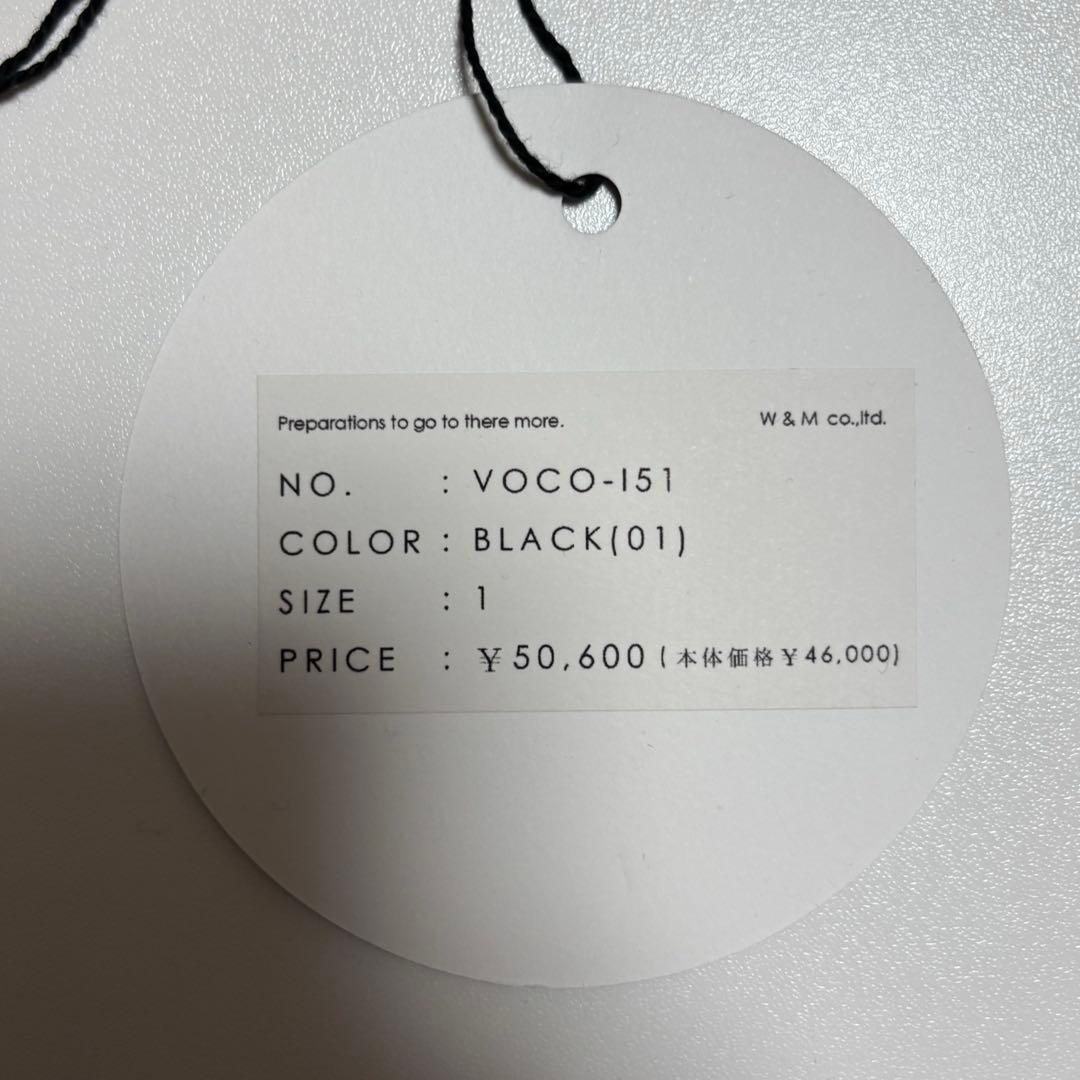 Preparations to go to there more. W & M co.,ltd.
NO. : VOCO-I51
COLOR : BLACK(01)
SIZE : 1
PRICE : ¥50,600 (本体価格¥46,000)